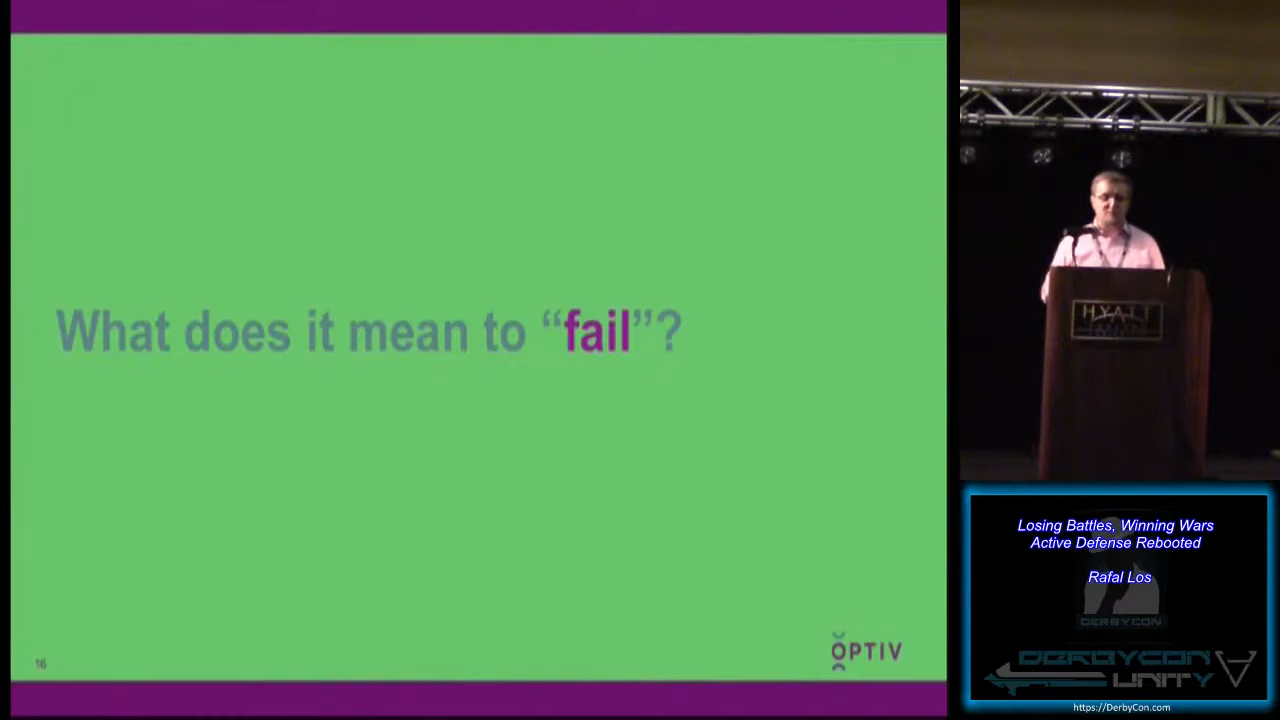 What does it mean to “fail”?
16
OPTIV
HYATT
Losing Battles, Winning Wars
Active Defense Rebooted
Rafal Los
DERBYCON
DERBYCON
UNITY
https://DerbyCon.com